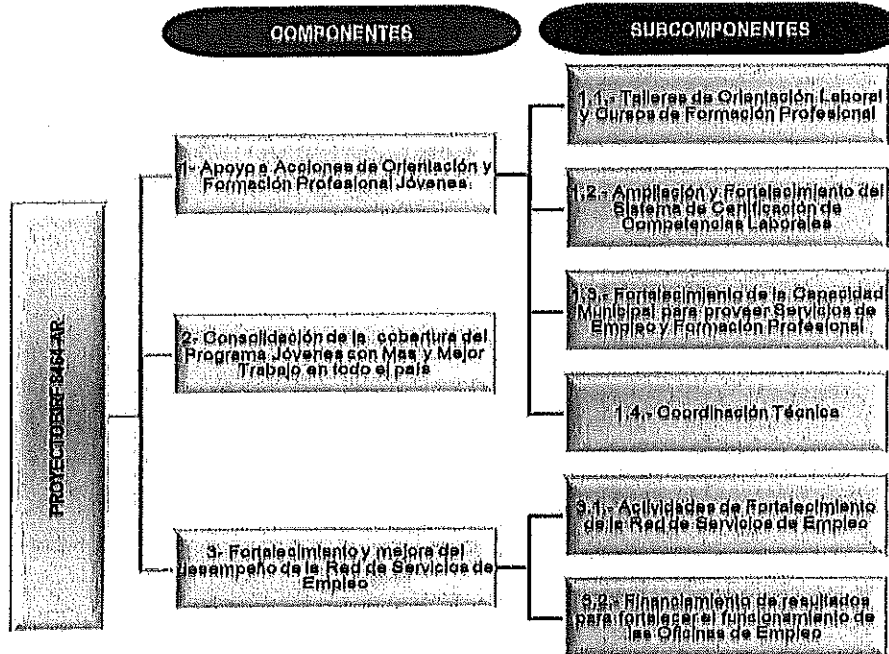 COMPONENTES
SUBCOMPONENTES
PROYECTO BIRF 8464-AR
1- Apoyo a Acciones de Orientación y
Formación Profesional Jóvenes.
1.1.- Talleres de Orientación Laboral
y Cursos de Formación Profesional
1.2.- Ampliación y Fortalecimiento del
Sistema de Certificación de
Competencias Laborales
1.3.- Fortalecimiento de la Capacidad
Municipal para proveer Servicios de
Empleo y Formación Profesional
1.4.- Coordinación Técnica
2- Consolidación de la cobertura del
Programa Jóvenes con Mas y Mejor
Trabajo en todo el país
3- Fortalecimiento y mejora del
desempeño de la Red de Servicios de
Empleo
3.1.- Actividades de Fortalecimiento
de la Red de Servicios de Empleo
3.2.- Financiamiento de resultados
para fortalecer el funcionamiento de
las Oficinas de Empleo